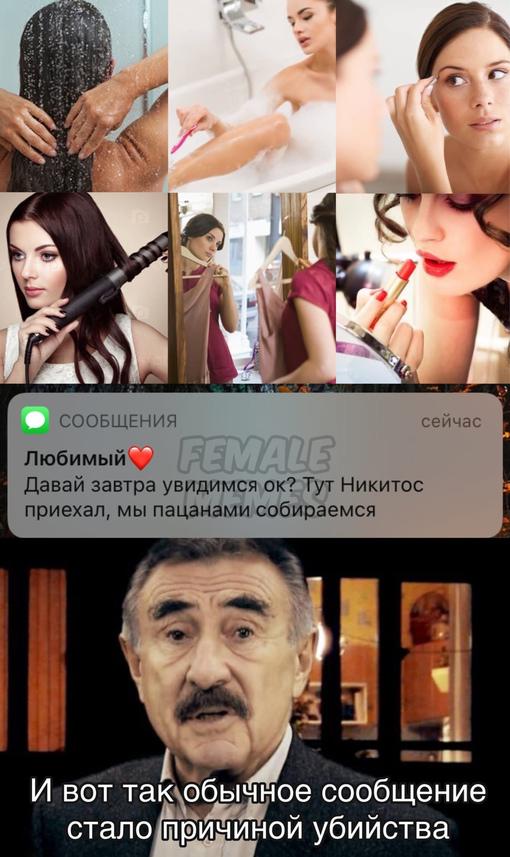 СООБЩЕНИЯ сейчас
Любимый❤️
FEMALE
MEMES
Давай завтра увидимся ок? Тут Никитос
приехал, мы пацанами собираемся
И вот так обычное сообщение
стало причиной убийства